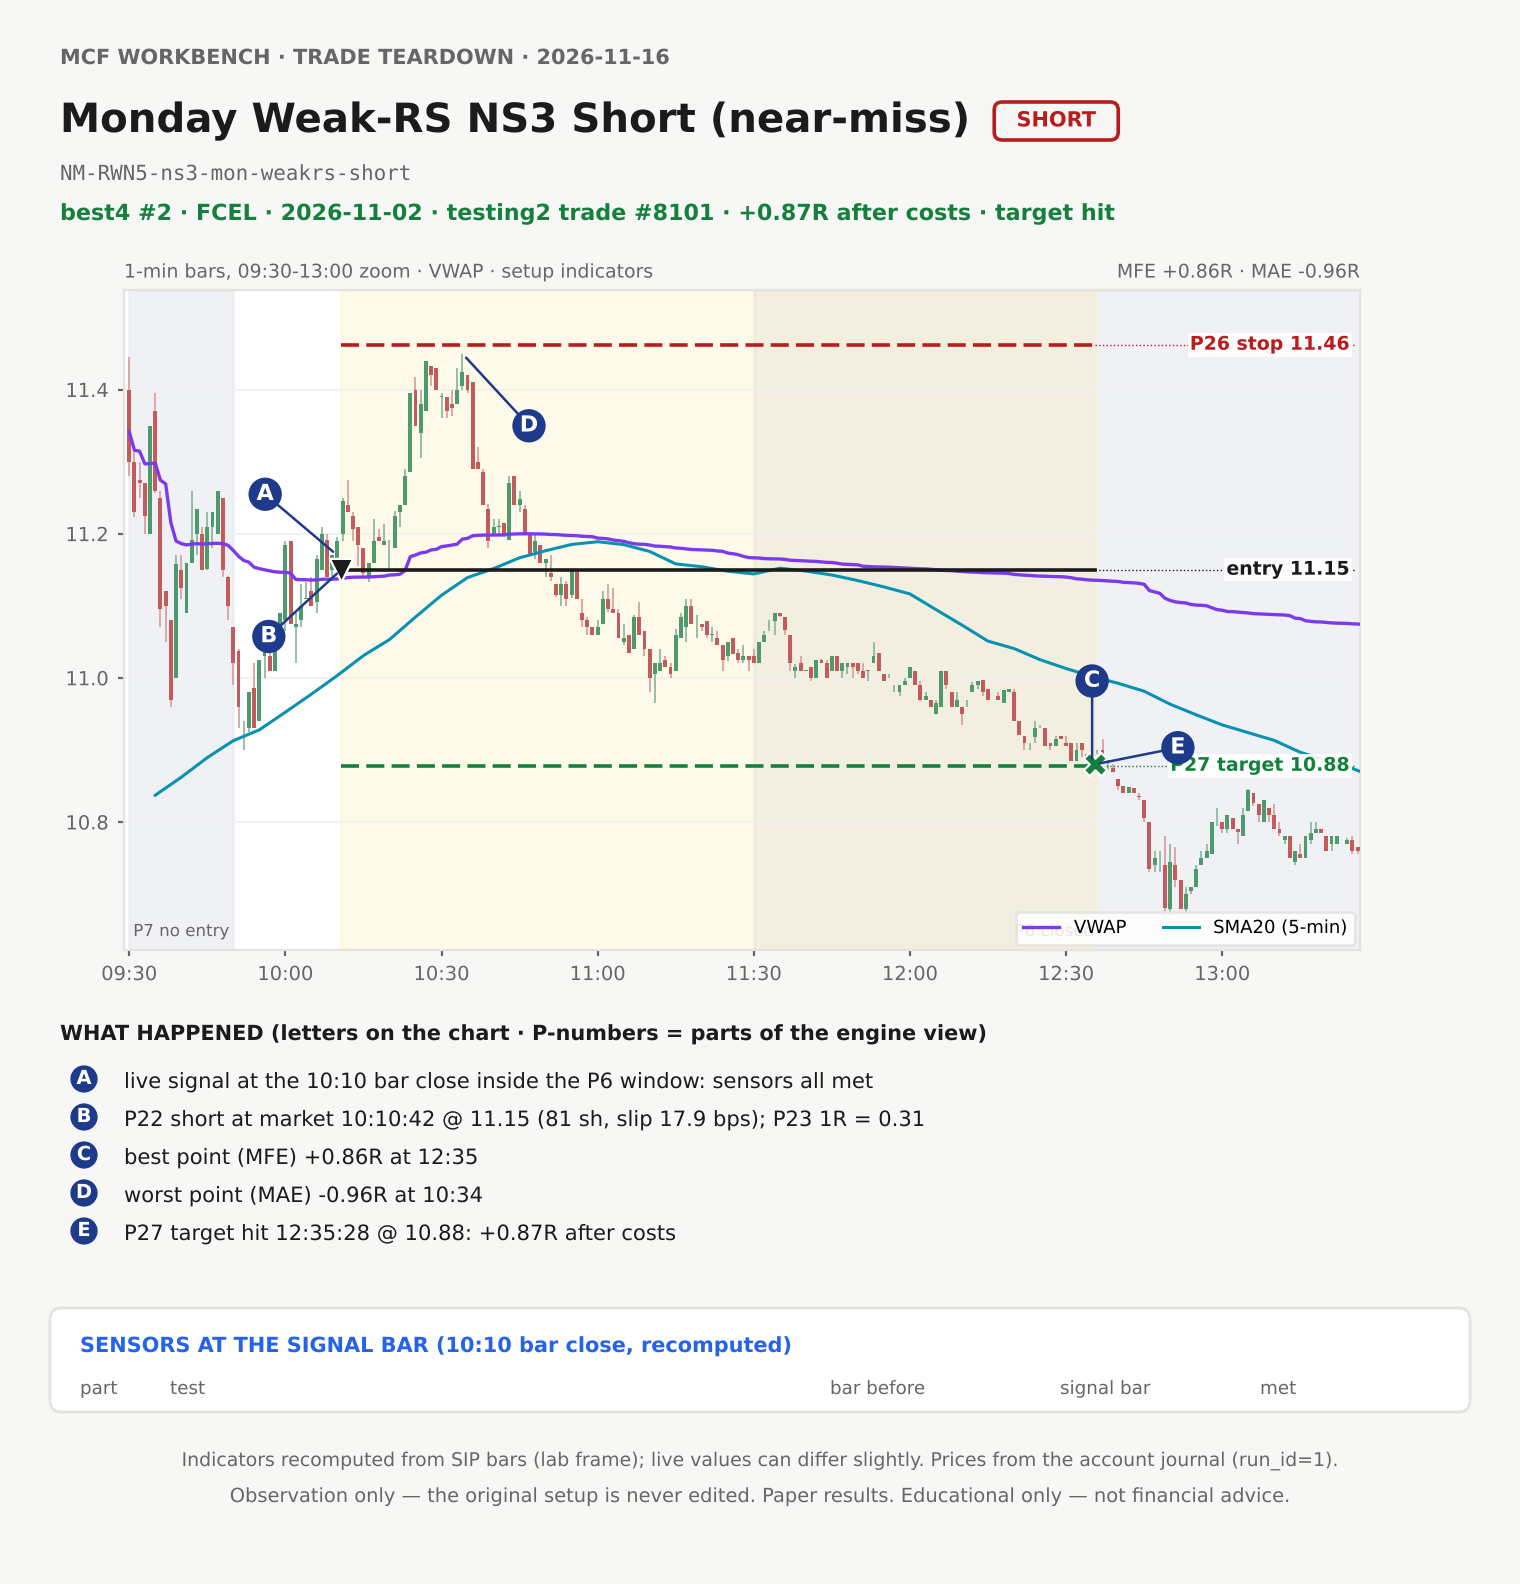 MCF WORKBENCH · TRADE TEARDOWN · 2026-11-16
Monday Weak-RS NS3 Short (near-miss)
SHORT
NM-RWN5-ns3-mon-weakrs-short
best4 #2 · FCEL · 2026-11-02 · testing2 trade #8101 · +0.87R after costs · target hit
1-min bars, 09:30-13:00 zoom · VWAP · setup indicators
MFE +0.86R · MAE -0.96R
P26 stop 11.46
11.4
D
A
11.2
entry 11.15
B
11.0
C
E
P27 target 10.88
10.8
P7 no entry
VWAP
SMA20 (5-min)
09:30
10:00
10:30
11:00
11:30
12:00
12:30
13:00
WHAT HAPPENED (letters on the chart · P-numbers = parts of the engine view)
A live signal at the 10:10 bar close inside the P6 window: sensors all met
B P22 short at market 10:10:42 @ 11.15 (81 sh, slip 17.9 bps); P23 1R = 0.31
C best point (MFE) +0.86R at 12:35
D worst point (MAE) -0.96R at 10:34
E P27 target hit 12:35:28 @ 10.88: +0.87R after costs
SENSORS AT THE SIGNAL BAR (10:10 bar close, recomputed)
part test bar before signal bar met
Indicators recomputed from SIP bars (lab frame); live values can differ slightly. Prices from the account journal (run_id=1).
Observation only — the original setup is never edited. Paper results. Educational only — not financial advice.